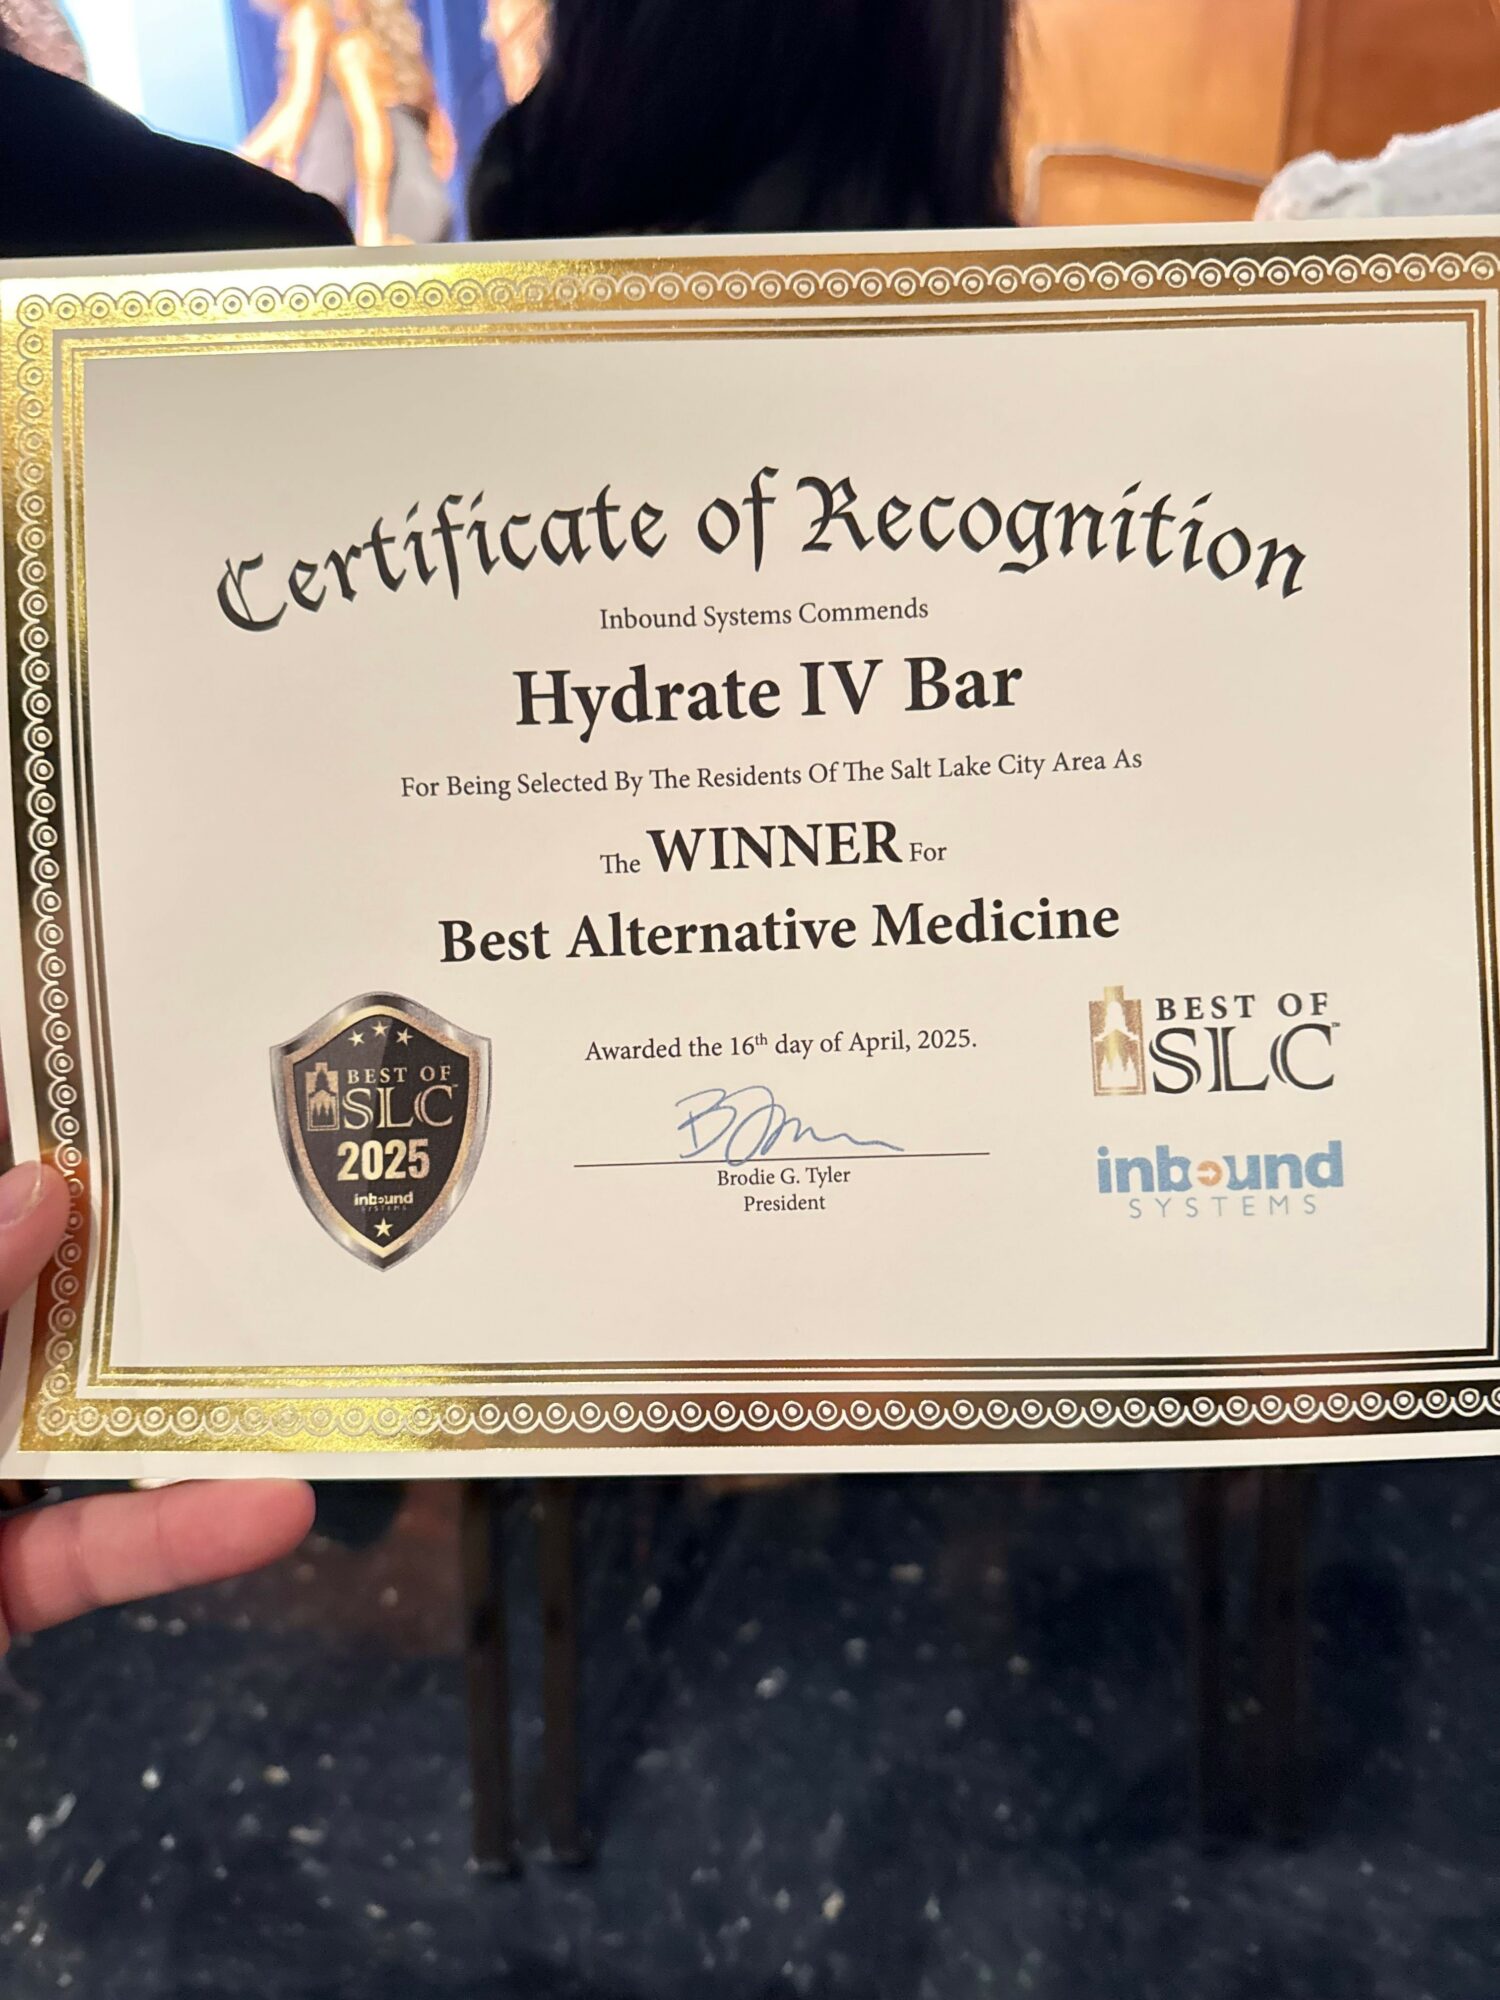 Certificate of Recognition
Inbound Systems Commends
Hydrate IV Bar
For Being Selected By The Residents Of The Salt Lake City Area As
The WINNER For
Best Alternative Medicine
Awarded the 16th day of April, 2025.
Brodie G. Tyler
President
BEST OF
SLC
2025
inbound
SYSTEMS
BEST OF
SLC™
inbound
SYSTEMS